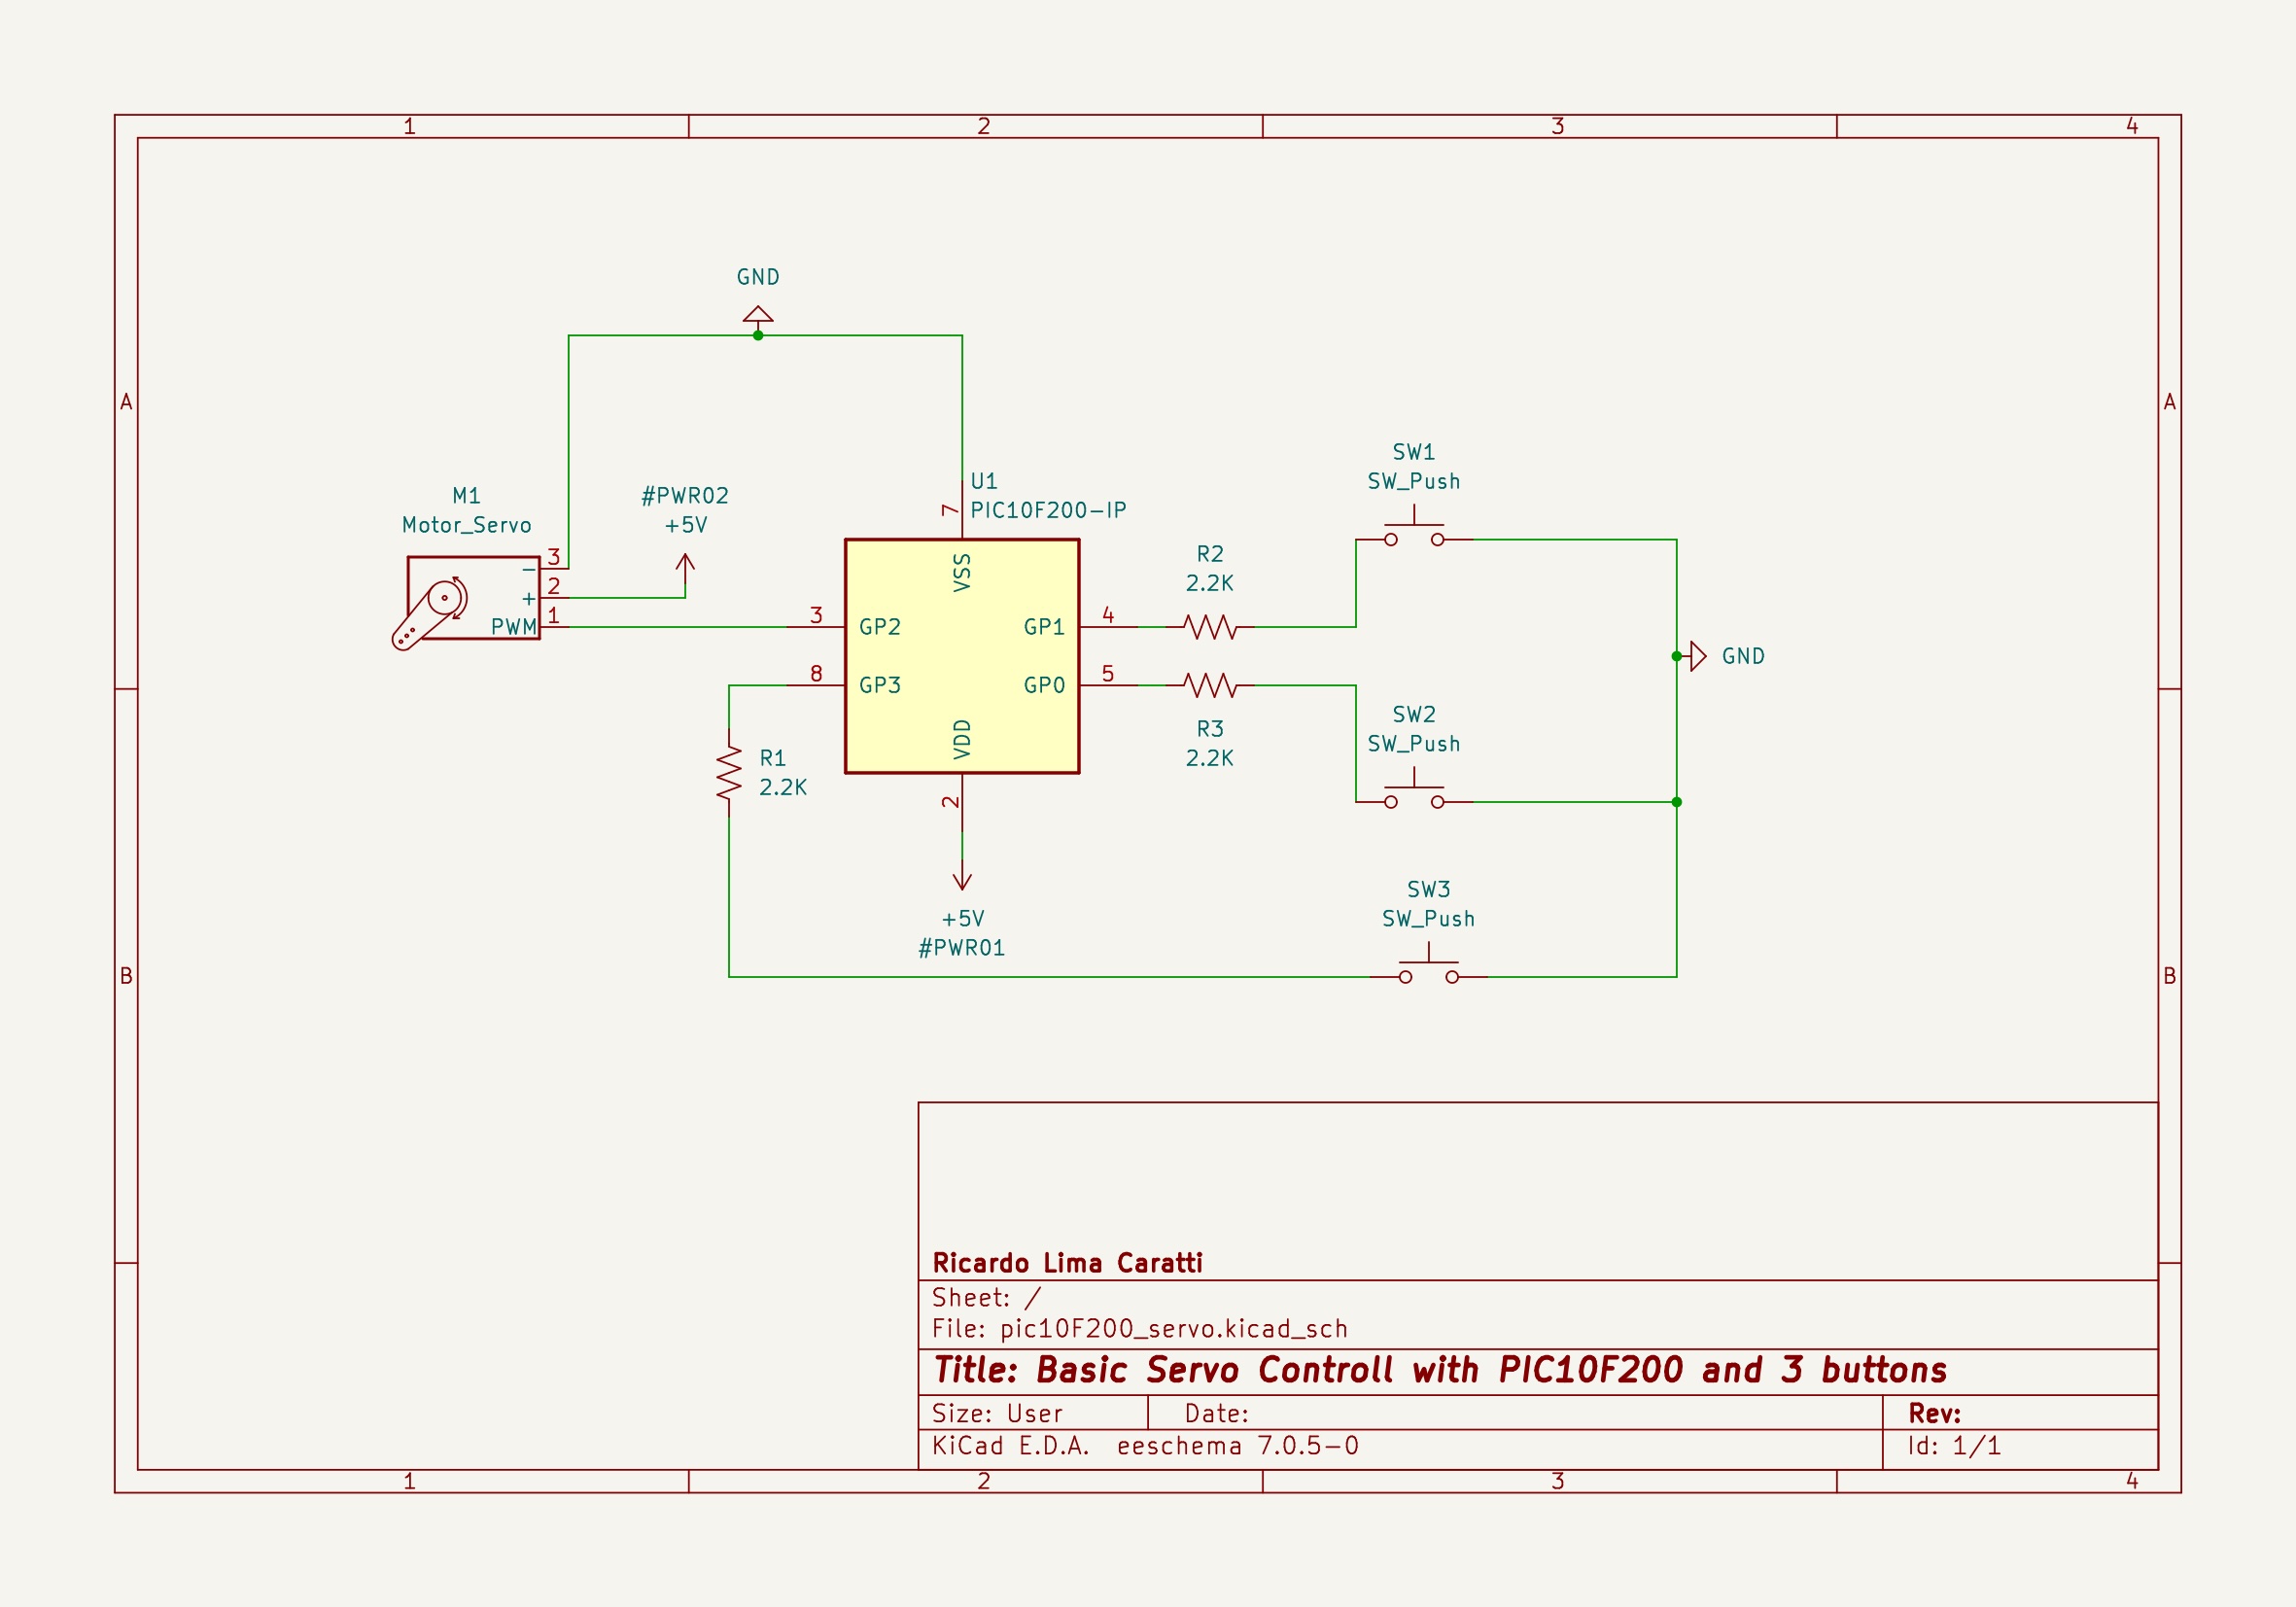 1 2 3 4
GND
A A
SW1
SW_Push
M1
Motor_Servo
#PWR02
+5V
U1
PIC10F200-IP
7
VSS
3
−
2
+
1
PWM
R2
2.2K
3
GP2
GP1
4
8
GP3
GP0
5
GND
VDD
2
R1
2.2K
R3
2.2K
SW2
SW_Push
+5V
#PWR01
SW3
SW_Push
B B
Ricardo Lima Caratti
Sheet: /
File: pic10F200_servo.kicad_sch
Title: Basic Servo Controll with PIC10F200 and 3 buttons
Size: User Date: Rev:
KiCad E.D.A. eeschema 7.0.5-0 Id: 1/1
1 2 3 4